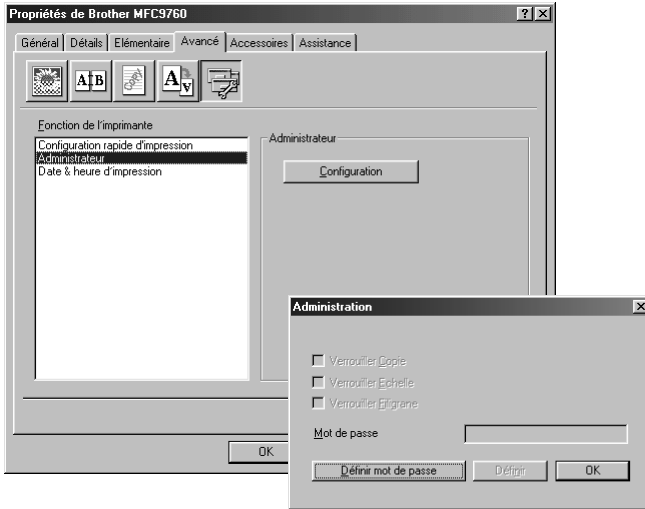 Propriétés de Brother MFC9760
Général Détails Elémentaire Avancé Accessoires Assistance
A B Copy A A
Fonction de l'imprimante
Configuration rapide d'impression
Administrateur
Date & heure d'impression
Administrateur
Configuration
OK
Administration
Verrouiller Copie
Verrouiller Echelle
Verrouiller Filigrane
Mot de passe
Définir mot de passe Définir OK